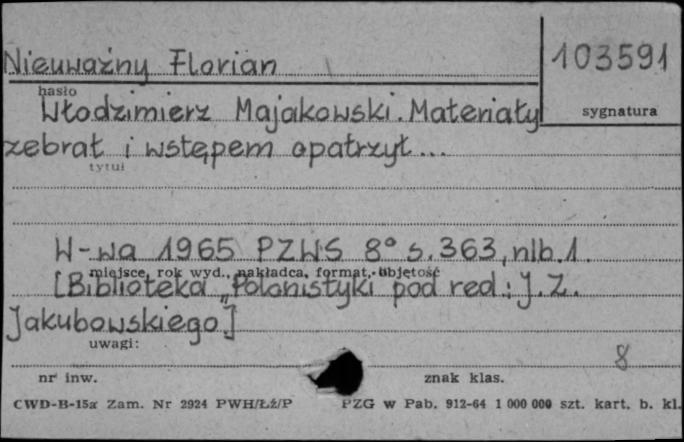 Nieuważny Florian
103591
hasło
Włodzimierz Majakowski. Materiały
sygnatura
zebrał i wstępem opatrzył...
tytuł
W-wa 1965 PZWS 8° s. 363, nlb. 1.
miejsce, rok wyd., nakładca, format, objętość
[Biblioteka „Polonistyki pod red.: J. Z.
Jakubowskiego]
uwagi:
8
nr inw.
znak klas.
CWD-B-15a Zam. Nr 2924 PWH/Łź/P PZG w Pab. 912-64 1 000 000 szt. kart. b. kl.